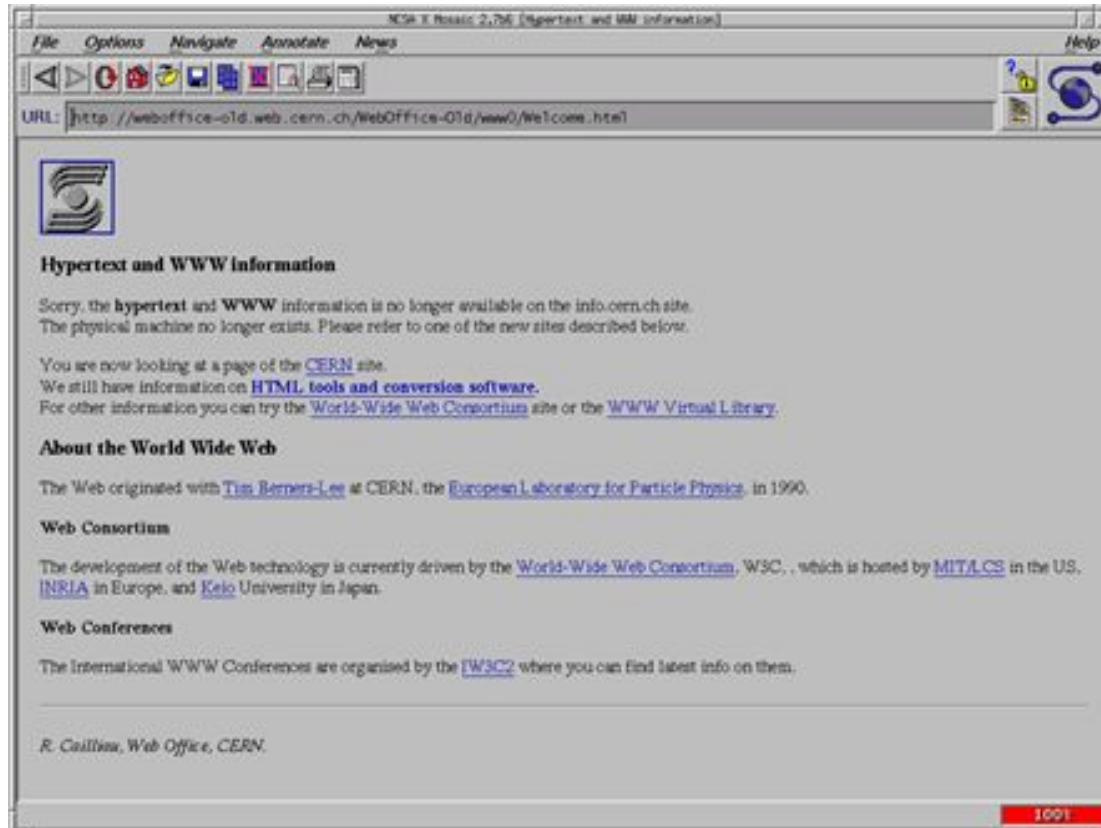 NCSA X Mosaic 2.7b6 [Hypertext and WWW information]
File Options Navigate Annotate News Help
?
URL: http://weboffice-old.web.cern.ch/WebOffice-Old/www0/Welcome.html
Hypertext and WWW information
Sorry, the hypertext and WWW information is no longer available on the info.cern.ch site.
The physical machine no longer exists. Please refer to one of the new sites described below.
You are now looking at a page of the CERN site.
We still have information on HTML tools and conversion software.
For other information you can try the World-Wide Web Consortium site or the WWW Virtual Library.
About the World Wide Web
The Web originated with Tim Berners-Lee at CERN, the European Laboratory for Particle Physics, in 1990.
Web Consortium
The development of the Web technology is currently driven by the World-Wide Web Consortium, W3C, , which is hosted by MIT/LCS in the US,
INRIA in Europe, and Keio University in Japan.
Web Conferences
The International WWW Conferences are organised by the IW3C2 where you can find latest info on them.
R. Cailliau, Web Office, CERN.
100%